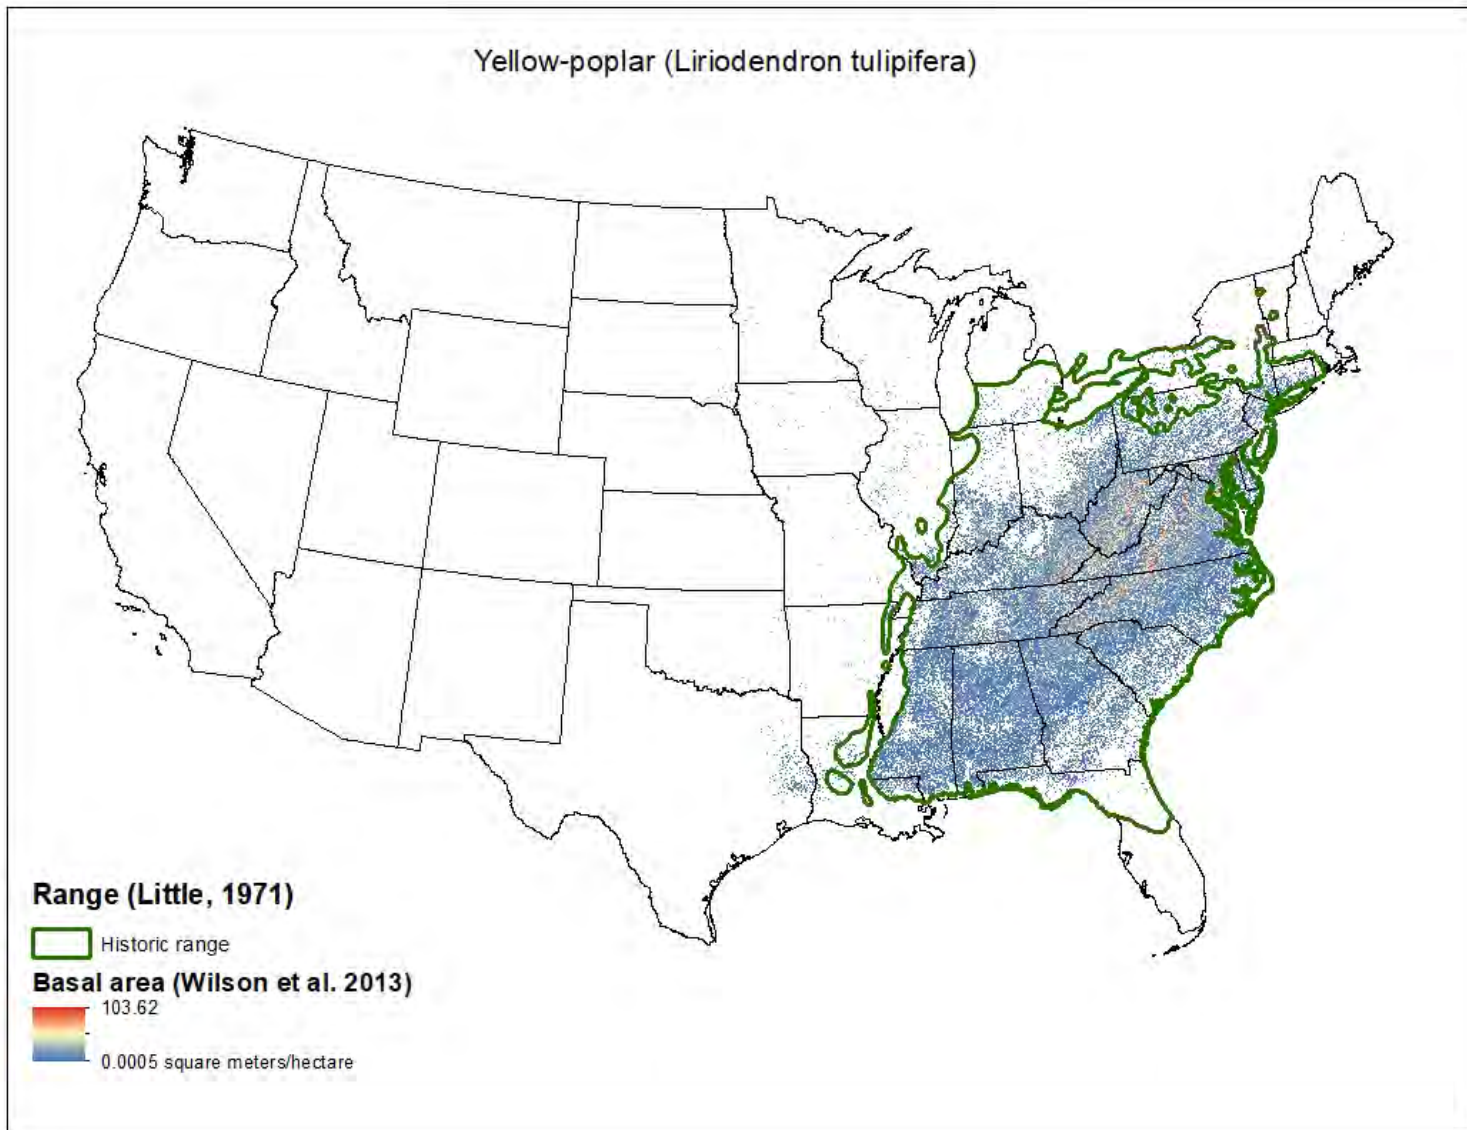 Yellow-poplar (Liriodendron tulipifera)
Range (Little, 1971)
Historic range
Basal area (Wilson et al. 2013)
103.62
0.0005 square meters/hectare